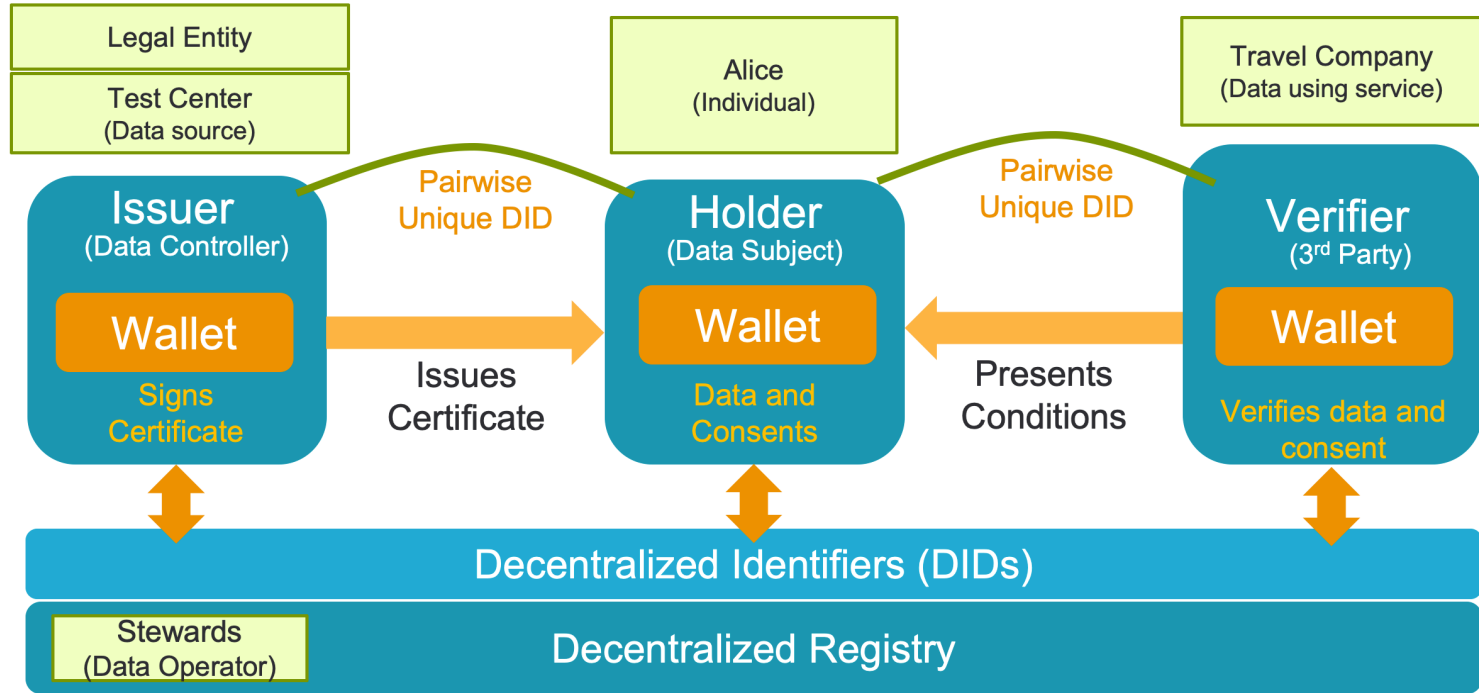 Legal Entity
Test Center
(Data source)
Alice
(Individual)
Travel Company
(Data using service)
Pairwise
Unique DID
Pairwise
Unique DID
Issuer
(Data Controller)
Wallet
Signs
Certificate
Issues
Certificate
Holder
(Data Subject)
Wallet
Data and
Consents
Presents
Conditions
Verifier
(3rd Party)
Wallet
Verifies data and
consent
Decentralized Identifiers (DIDs)
Stewards
(Data Operator)
Decentralized Registry